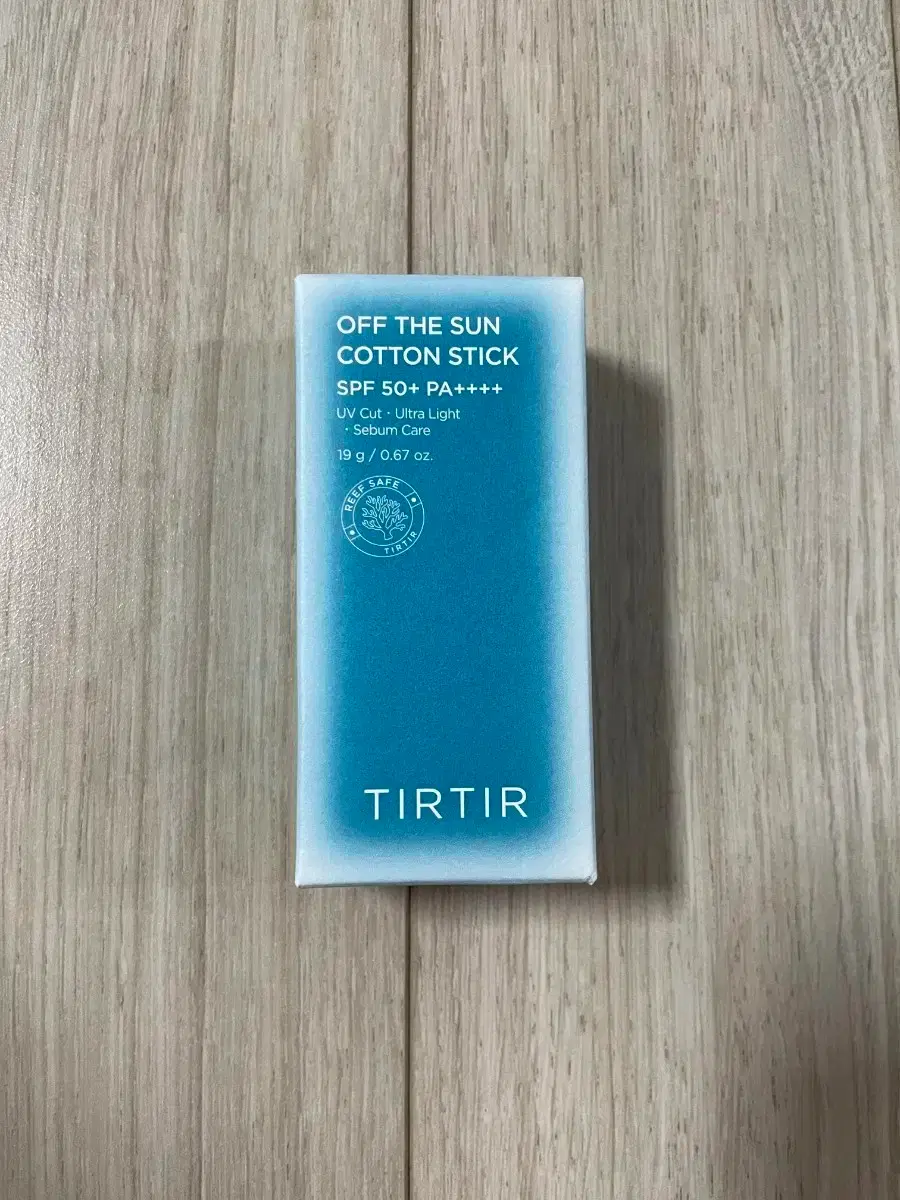 OFF THE SUN
COTTON STICK
SPF 50+ PA++++
UV Cut · Ultra Light
· Sebum Care
19 g / 0.67 oz.
REEF SAFE
TIRTIR
TIRTIR